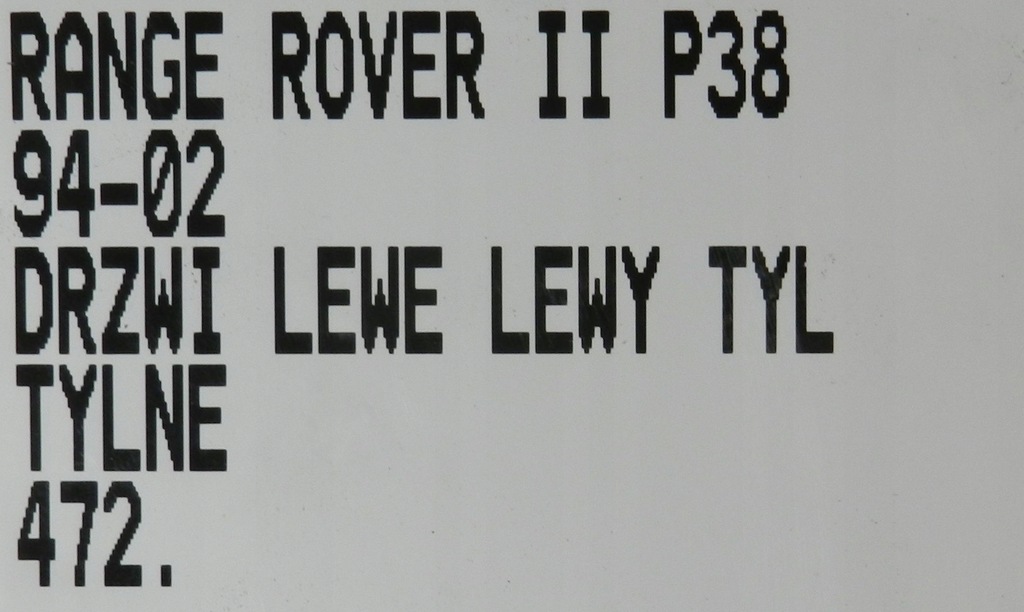 RANGE ROVER II P38
94-02
DRZWI LEWE LEWY TYL
TYLNE
472.